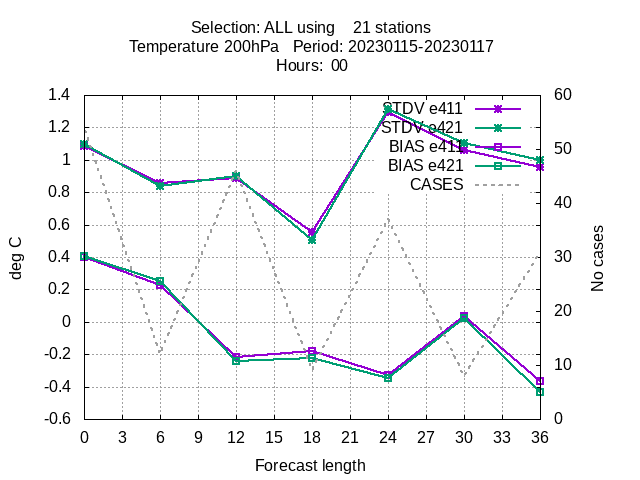 Selection: ALL using 21 stations
Temperature 200hPa Period: 20230115-20230117
Hours: 00
1.4
1.2
1
0.8
0.6
0.4
0.2
0
-0.2
-0.4
-0.6
deg C
STDV e411
STDV e421
BIAS e411
BIAS e421
CASES
60
50
40
30
20
10
0
No cases
0 3 6 9 12 15 18 21 24 27 30 33 36
Forecast length